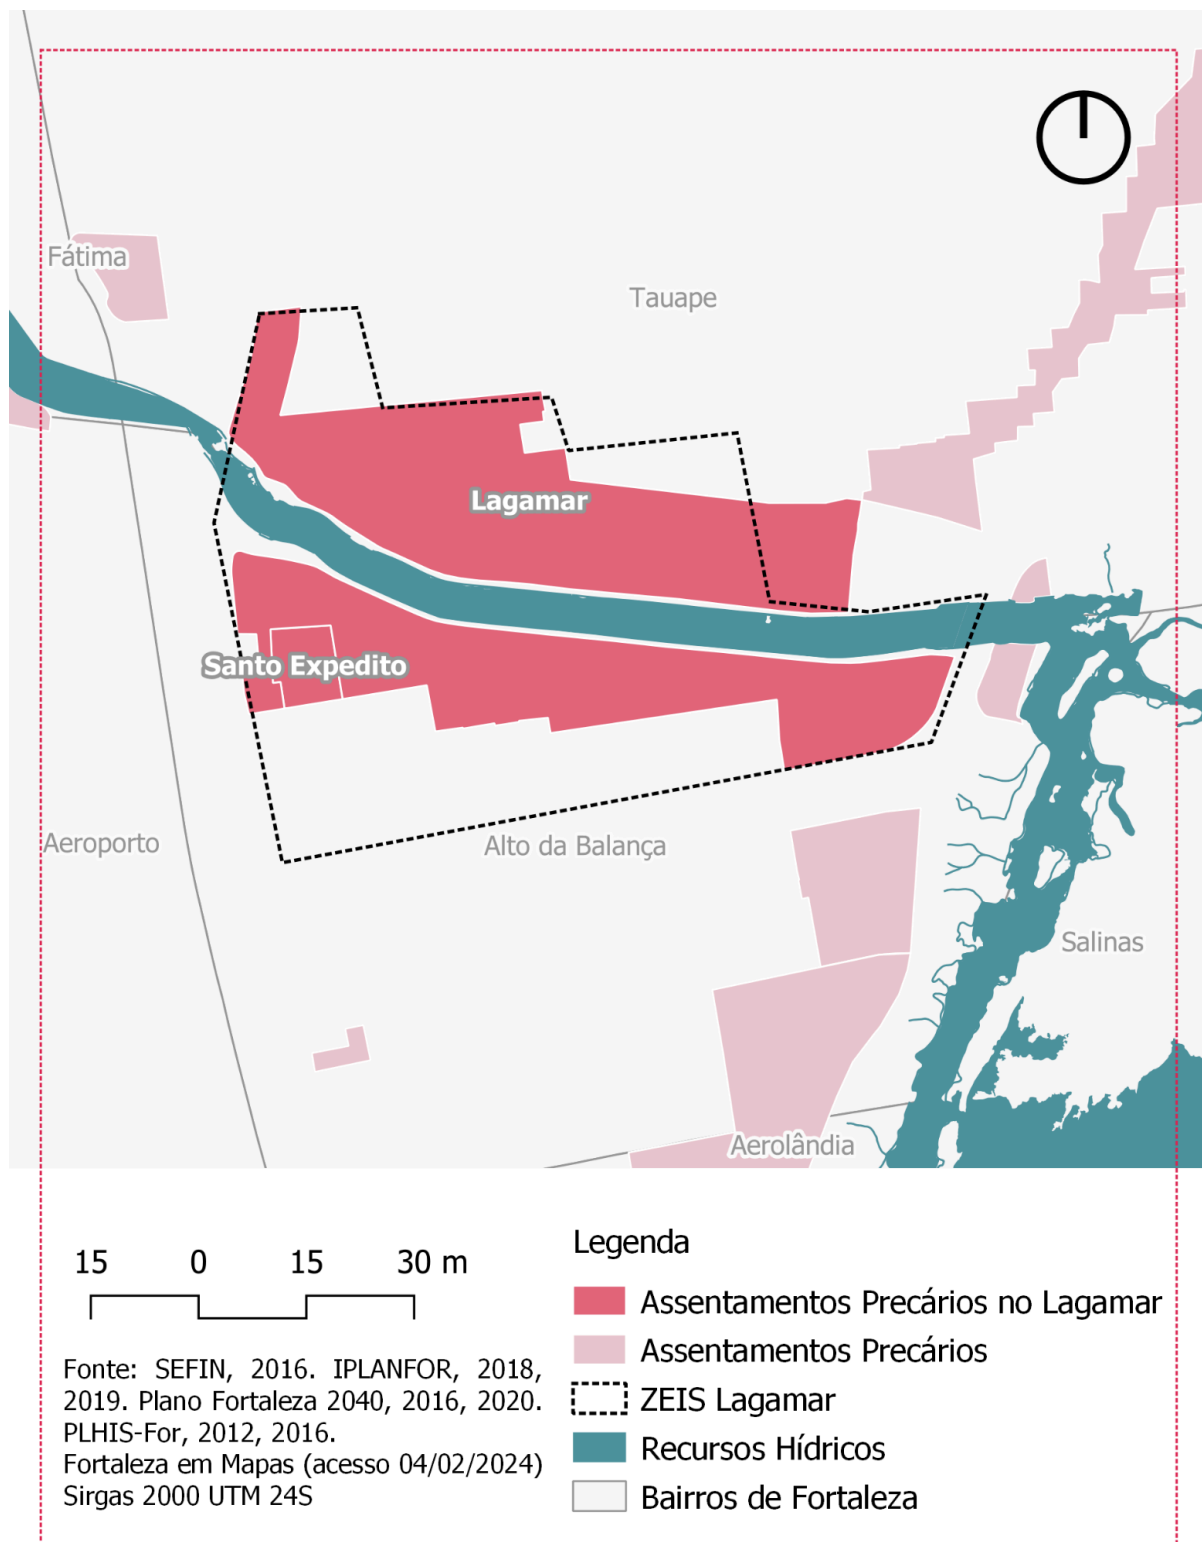 Fátima
Tauape
Lagamar
Santo Expedito
Aeroporto
Alto da Balança
Salinas
Aerolândia
15 0 15 30 m
Fonte: SEFIN, 2016. IPLANFOR, 2018,
2019. Plano Fortaleza 2040, 2016, 2020.
PLHIS-For, 2012, 2016.
Fortaleza em Mapas (acesso 04/02/2024)
Sirgas 2000 UTM 24S
Legenda
Assentamentos Precários no Lagamar
Assentamentos Precários
ZEIS Lagamar
Recursos Hídricos
Bairros de Fortaleza